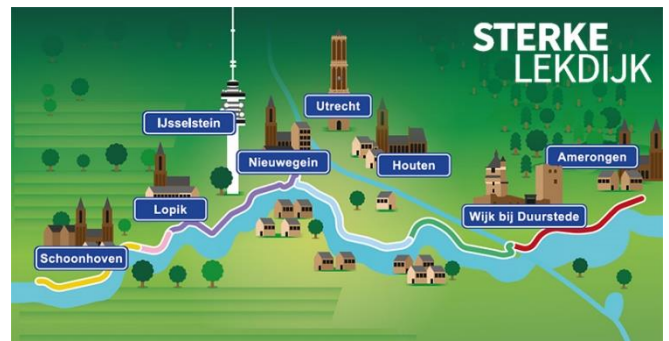 STERKE
LEKDIJK
Utrecht
IJsselstein
Nieuwegein
Houten
Amerongen
Lopik
Wijk bij Duurstede
Schoonhoven